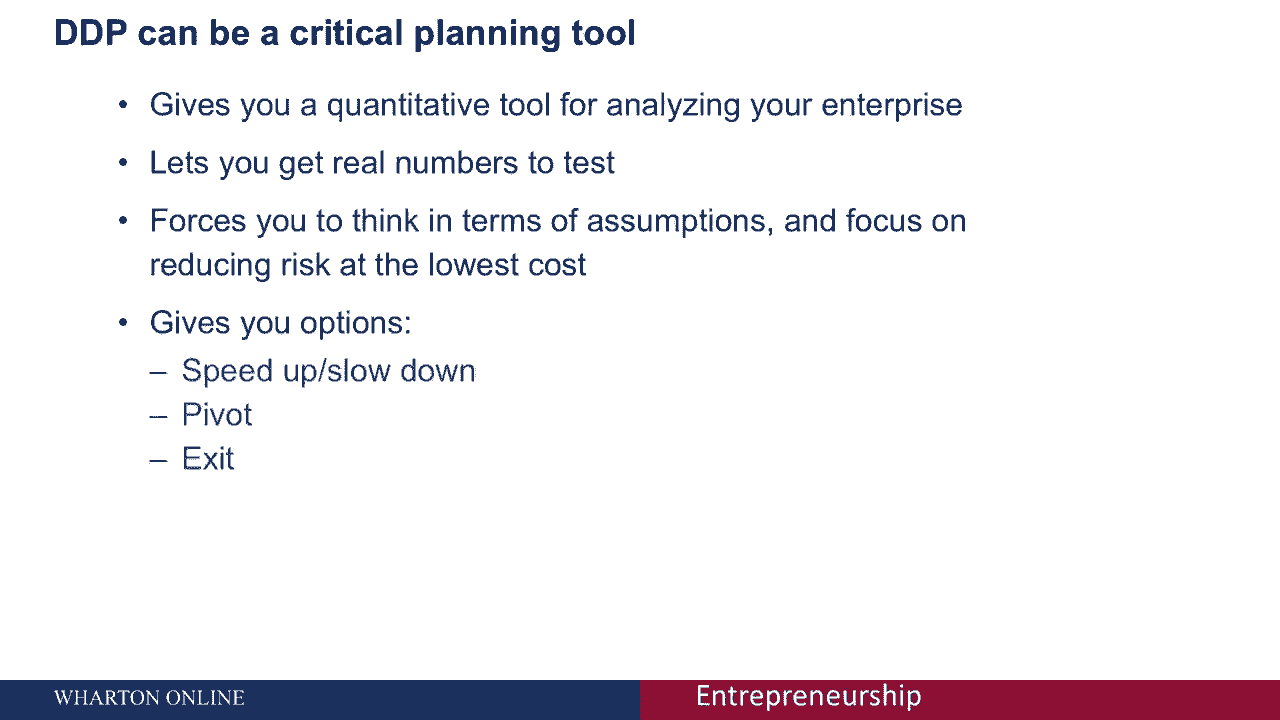 DDP can be a critical planning tool
• Gives you a quantitative tool for analyzing your enterprise
• Lets you get real numbers to test
• Forces you to think in terms of assumptions, and focus on
reducing risk at the lowest cost
• Gives you options:
– Speed up/slow down
– Pivot
– Exit
WHARTON ONLINE
Entrepreneurship